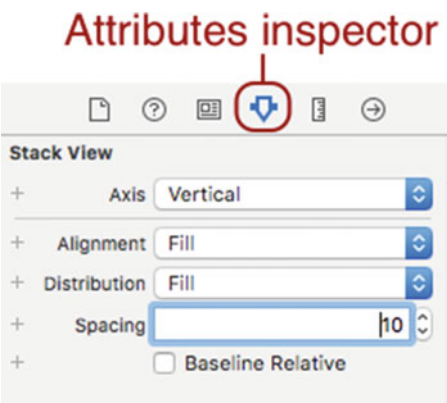 Attributes inspector
Stack View
Axis Vertical
Alignment Fill
Distribution Fill
Spacing 10
Baseline Relative